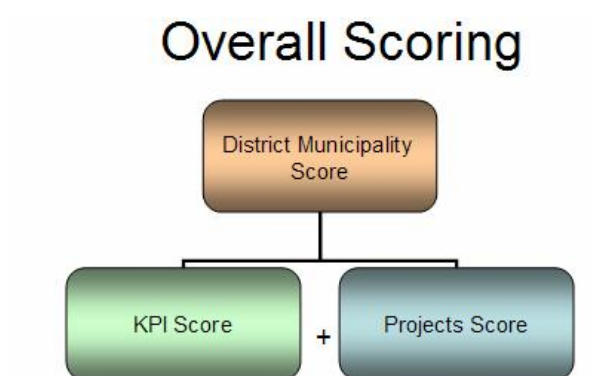 Overall Scoring
District Municipality
Score
KPI Score
+
Projects Score